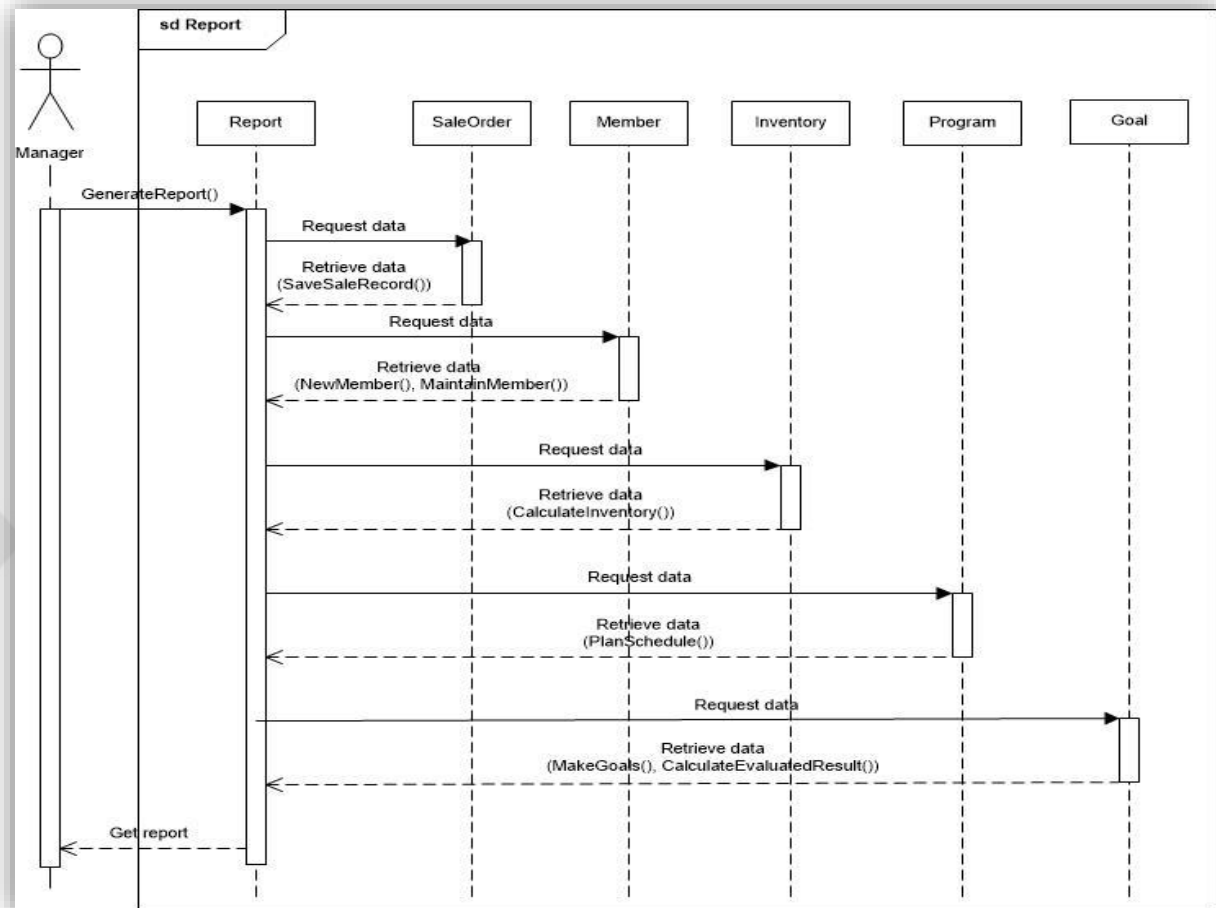 sd Report
Manager
Report
SaleOrder
Member
Inventory
Program
Goal
GenerateReport()
Request data
Retrieve data
(SaveSaleRecord())
Request data
Retrieve data
(NewMember(), MaintainMember())
Request data
Retrieve data
(CalculateInventory())
Request data
Retrieve data
(PlanSchedule())
Request data
Retrieve data
(MakeGoals(), CalculateEvaluatedResult())
Get report